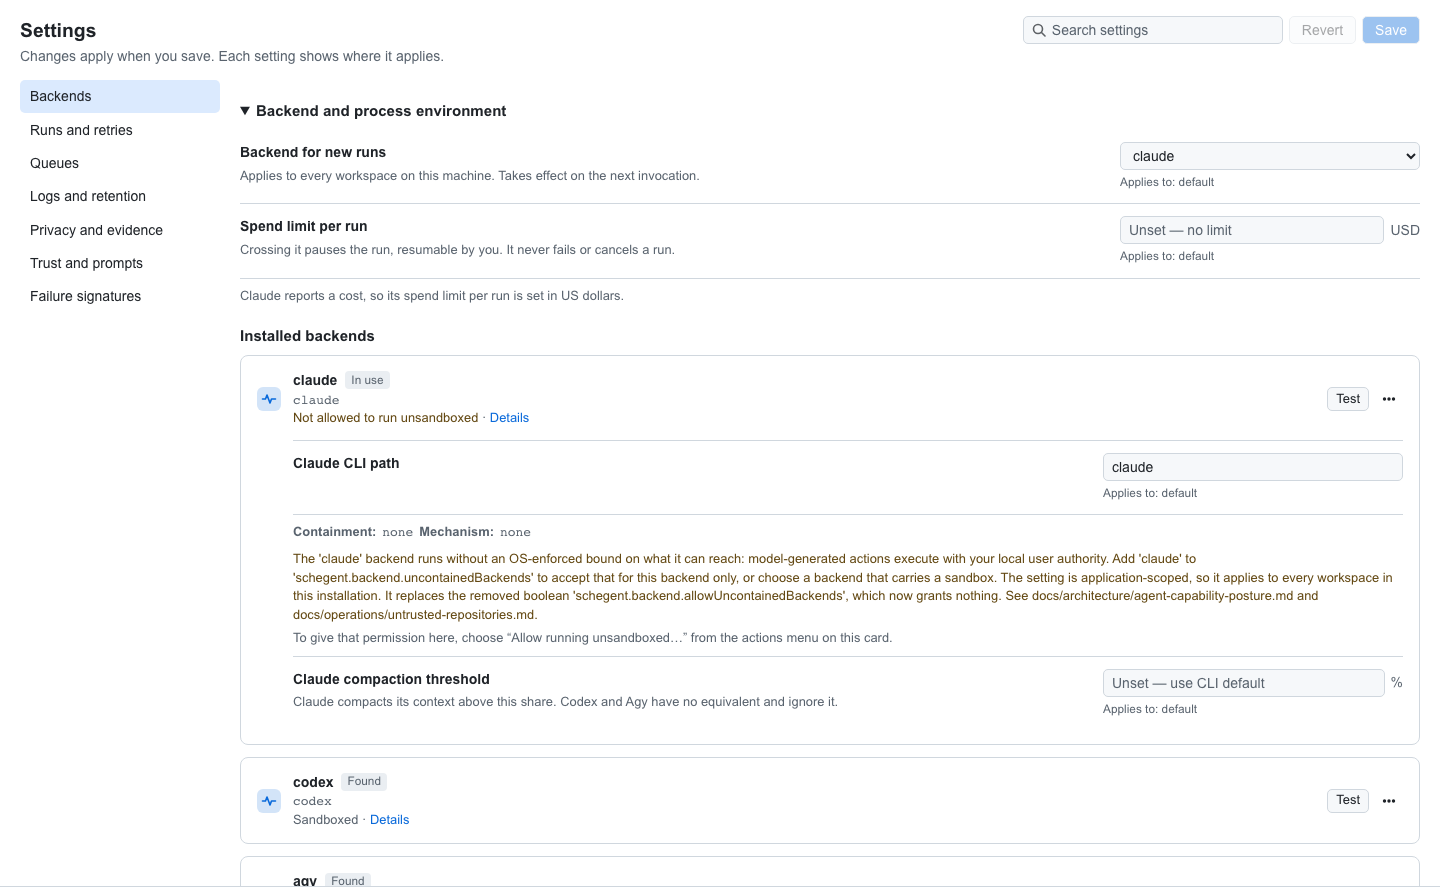 Settings
Changes apply when you save. Each setting shows where it applies.
Search settings
Revert
Save
Backends
Runs and retries
Queues
Logs and retention
Privacy and evidence
Trust and prompts
Failure signatures
Backend and process environment
Backend for new runs
Applies to every workspace on this machine. Takes effect on the next invocation.
claude
Applies to: default
Spend limit per run
Crossing it pauses the run, resumable by you. It never fails or cancels a run.
Unset — no limit
USD
Applies to: default
Claude reports a cost, so its spend limit per run is set in US dollars.
Installed backends
claude In use
claude
Not allowed to run unsandboxed · Details
Test
Claude CLI path
claude
Applies to: default
Containment: none Mechanism: none
The 'claude' backend runs without an OS-enforced bound on what it can reach: model-generated actions execute with your local user authority. Add 'claude' to
'schegent.backend.uncontainedBackends' to accept that for this backend only, or choose a backend that carries a sandbox. The setting is application-scoped, so it applies to every workspace in
this installation. It replaces the removed boolean 'schegent.backend.allowUncontainedBackends', which now grants nothing. See docs/architecture/agent-capability-posture.md and
docs/operations/untrusted-repositories.md.
To give that permission here, choose “Allow running unsandboxed…” from the actions menu on this card.
Claude compaction threshold
Claude compacts its context above this share. Codex and Agy have no equivalent and ignore it.
Unset — use CLI default
%
Applies to: default
codex Found
codex
Sandboxed · Details
Test
agy Found